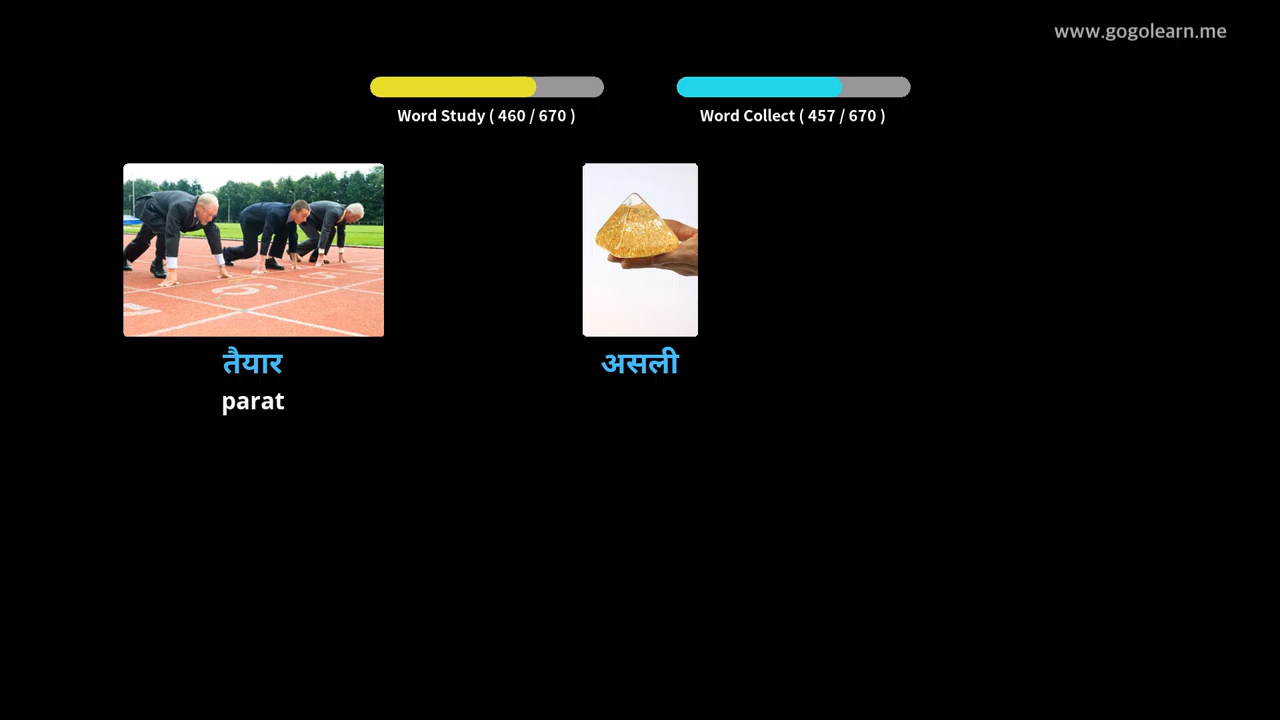 www.gogolearn.me
Word Study ( 460 / 670 )
Word Collect ( 457 / 670 )
तैयार
parat
असली